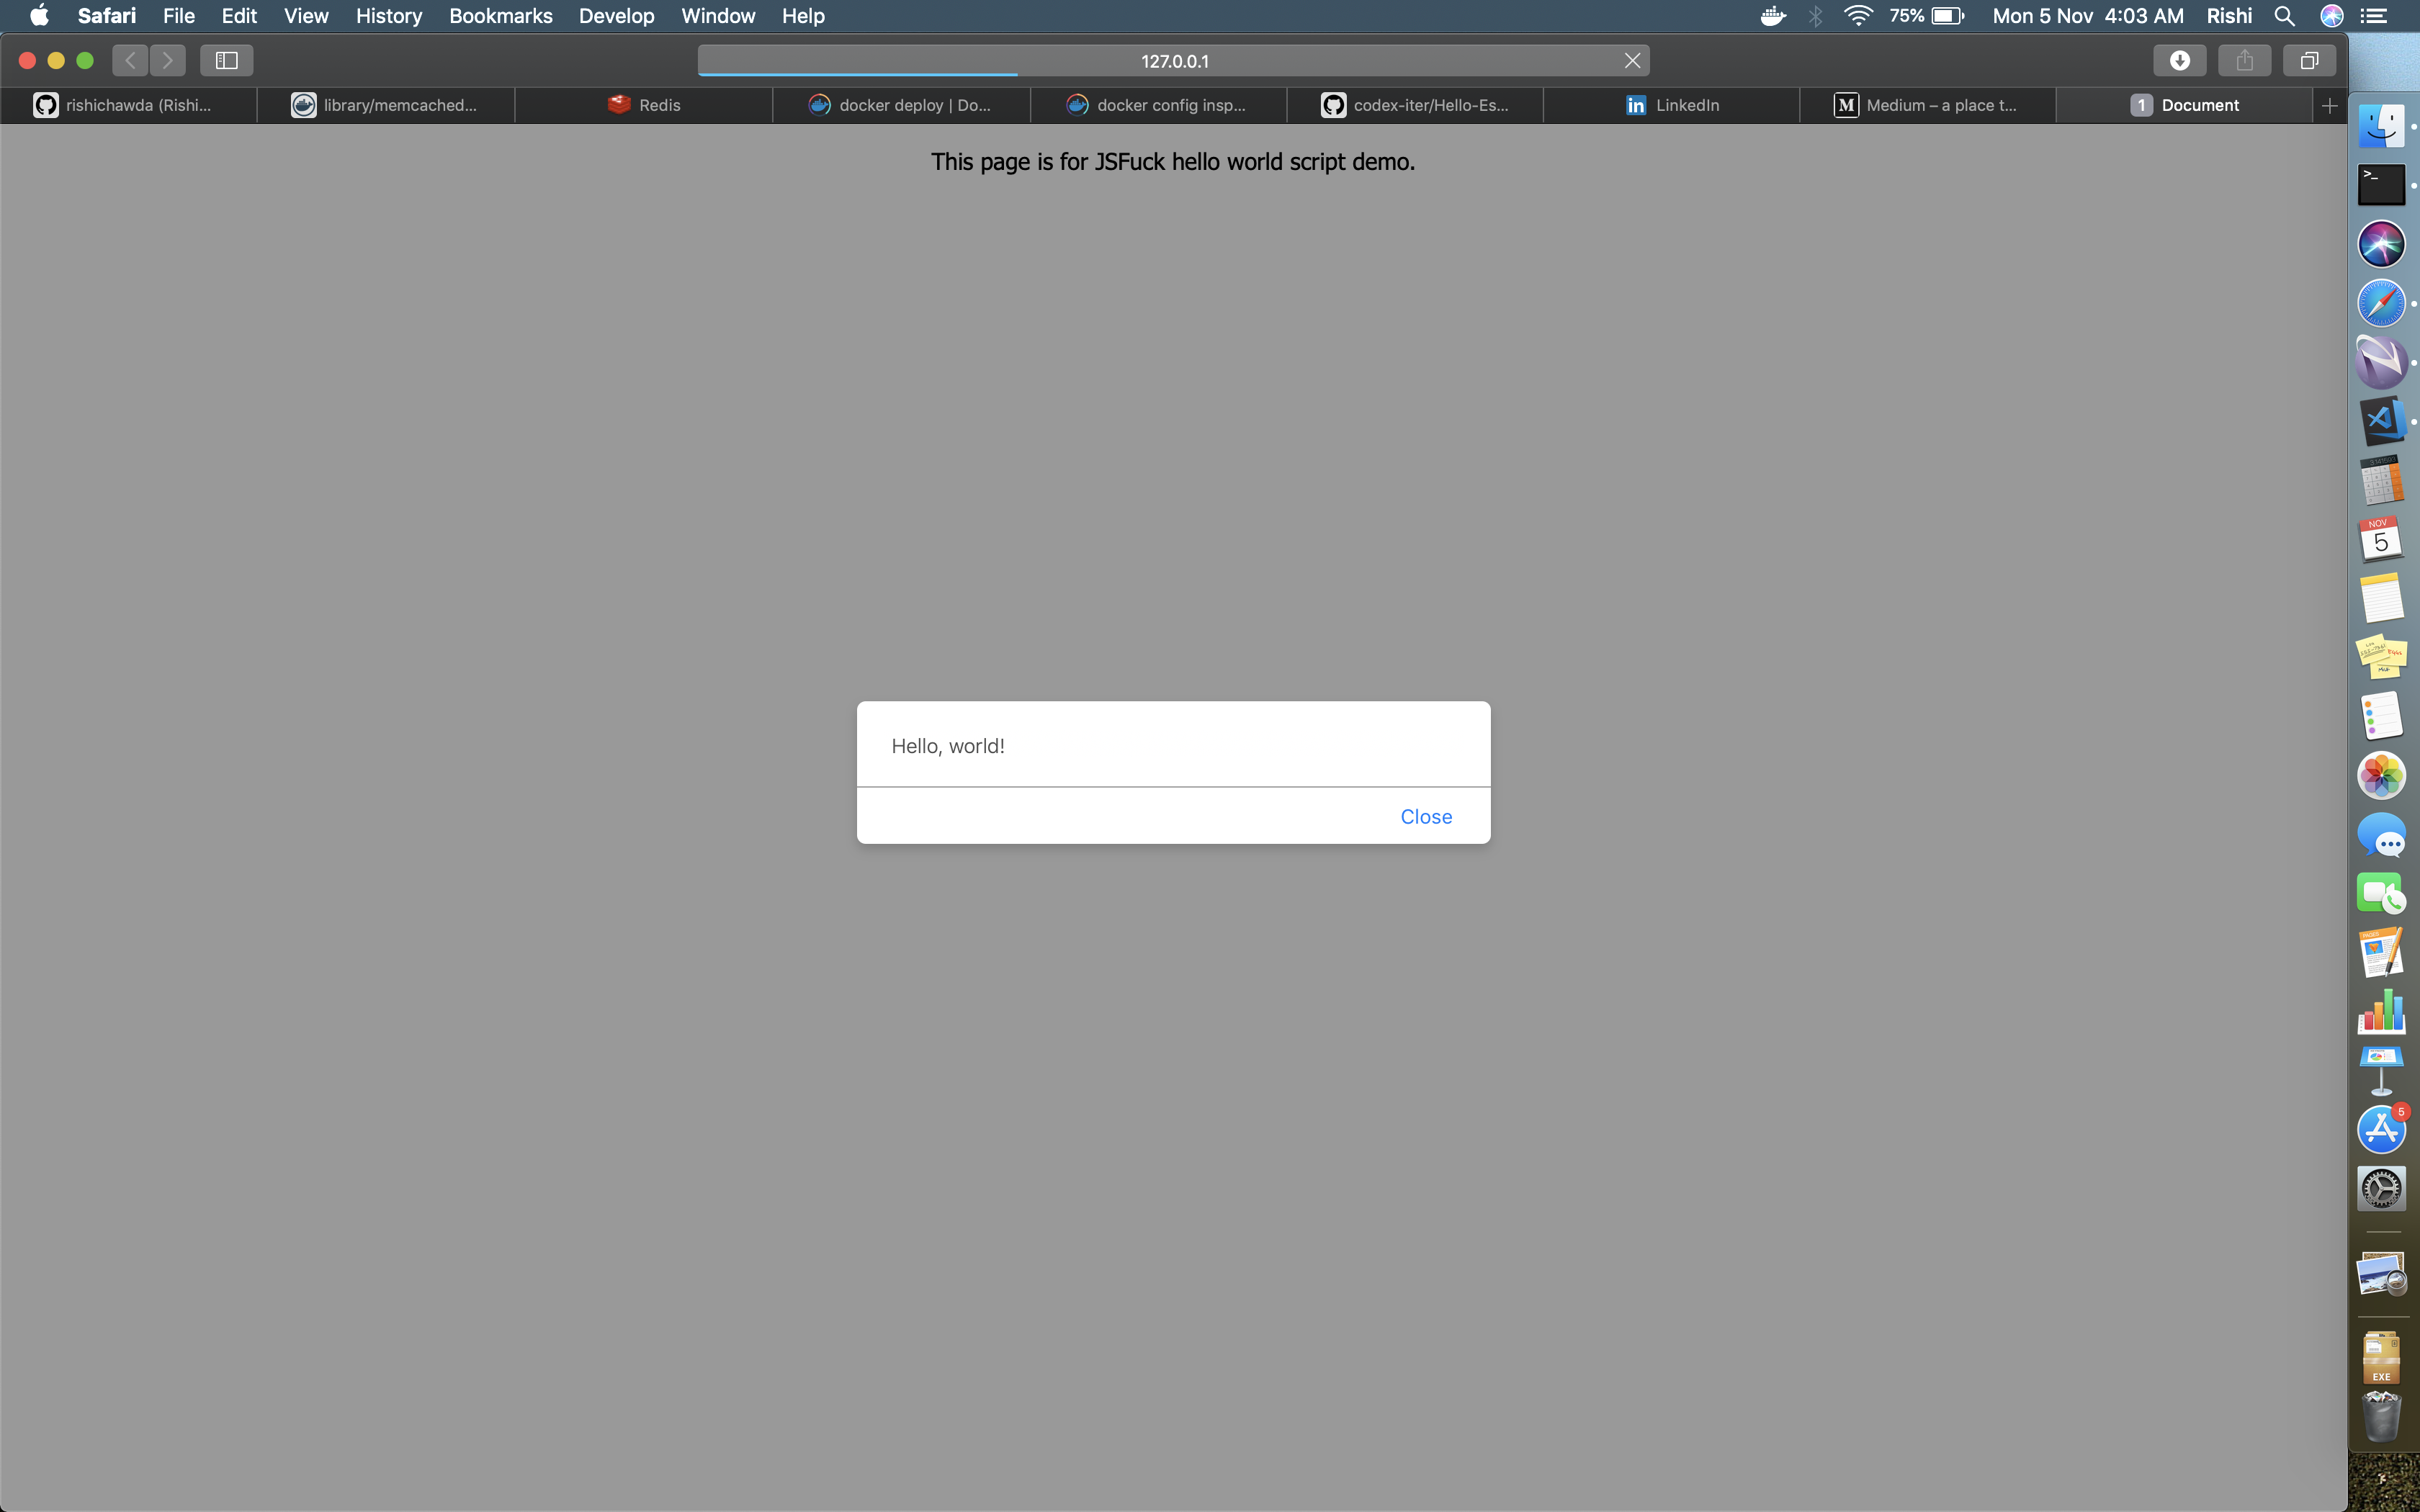 Safari File Edit View History Bookmarks Develop Window Help 75% Mon 5 Nov 4:03 AM Rishi
127.0.0.1
rishichawda (Rishi... library/memcached... Redis docker deploy | Do... docker config insp... codex-iter/Hello-Es... LinkedIn Medium – a place t... 1 Document
This page is for JSFuck hello world script demo.
Hello, world!
Close
NOV
5
PAGES
5
EXE